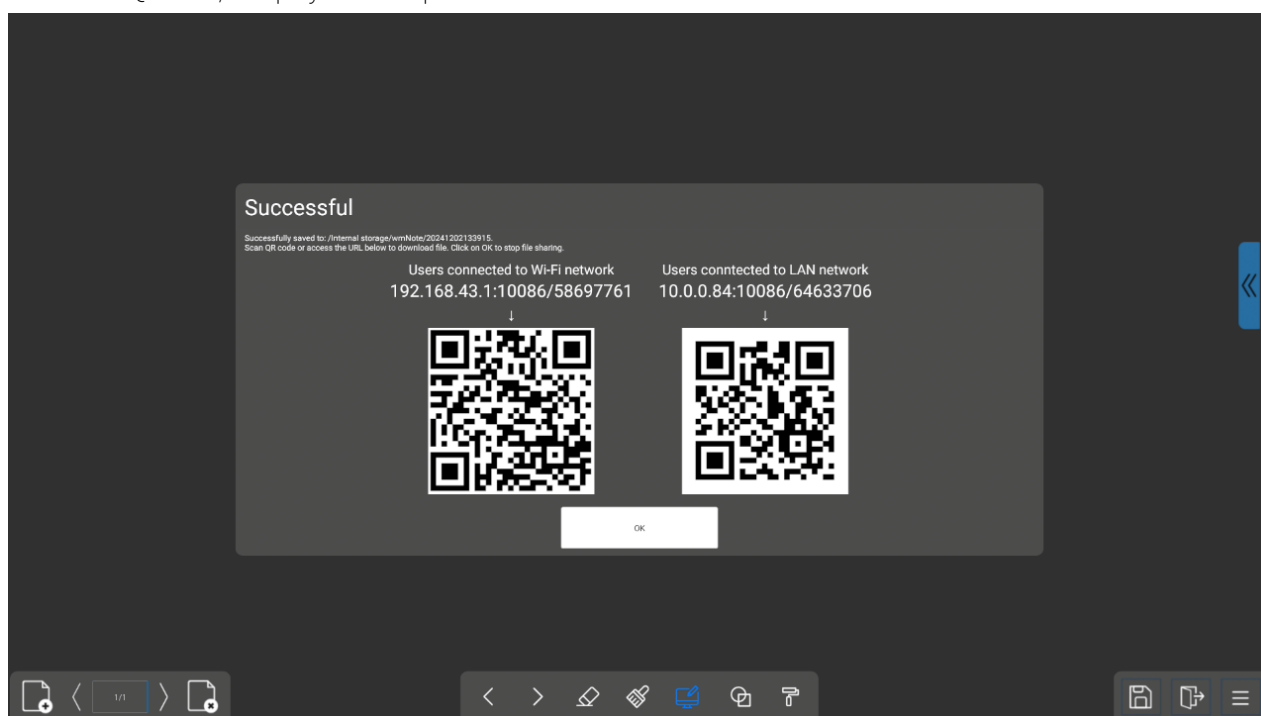 Successful
Successfully saved to: /Internal storage/wmNote/20241202133915.
Scan QR code or access the URL below to download file. Click on OK to stop file sharing.
Users connected to Wi-Fi network
192.168.43.1:10086/58697761
↓
Users conntected to LAN network
10.0.0.84:10086/64633706
↓
OK
1/1